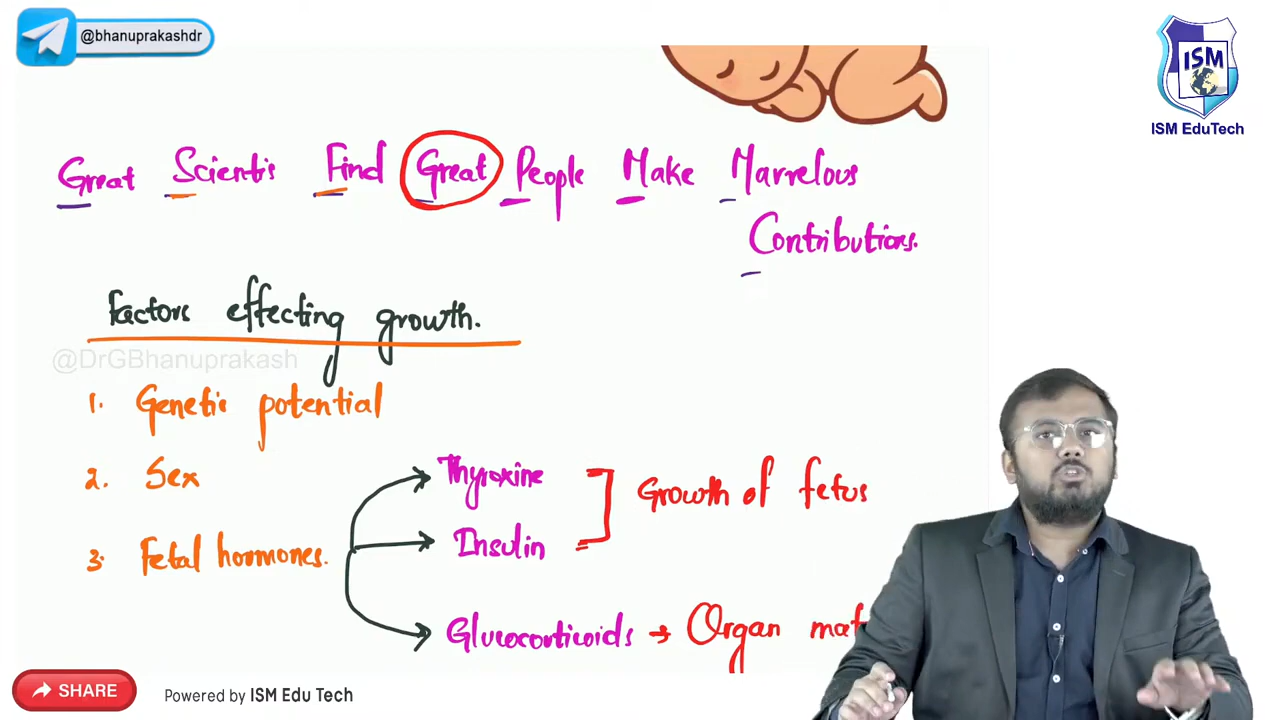 @bhanuprakashdr
ISM
ISM EduTech
Great Scientis Find Great People Make Marvelous
Contributions.
Factors effecting growth.
@DrGBhanuprakash
1. Genetic potential
2. Sex
Thyroxine
Growth of fetus
3. Fetal hormones.
Insulin
Glucocorticoids → Organ mat
SHARE
Powered by ISM Edu Tech